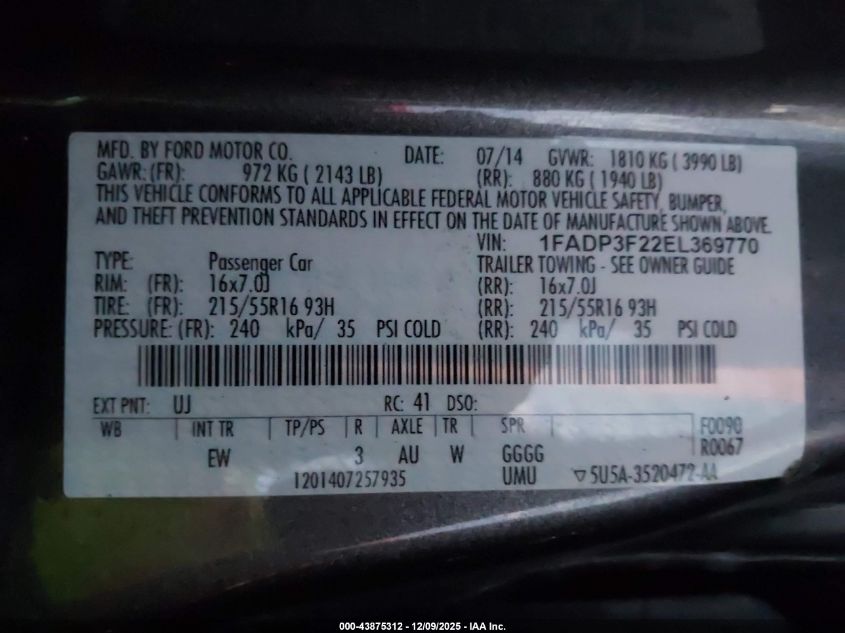 MFD. BY FORD MOTOR CO. DATE: 07/14 GVWR: 1810 KG ( 3990 LB)
GAWR: (FR): 972 KG ( 2143 LB) (RR): 880 KG ( 1940 LB)
THIS VEHICLE CONFORMS TO ALL APPLICABLE FEDERAL MOTOR VEHICLE SAFETY, BUMPER,
AND THEFT PREVENTION STANDARDS IN EFFECT ON THE DATE OF MANUFACTURE SHOWN ABOVE.
VIN: 1FADP3F22EL369770
TYPE: Passenger Car TRAILER TOWING - SEE OWNER GUIDE
RIM: (FR): 16x7.0J (RR): 16x7.0J
TIRE: (FR): 215/55R16 93H (RR): 215/55R16 93H
PRESSURE: (FR): 240 kPa/ 35 PSI COLD (RR): 240 kPa/ 35 PSI COLD
EXT PNT: UJ RC: 41 DSO:
WB INT TR TP/PS R AXLE TR SPR F0090
EW 3 AU W GGGG R0067
1201407257935 UMU ▽5U5A-3520472-AA
000-43875312 - 12/09/2025 - IAA Inc.